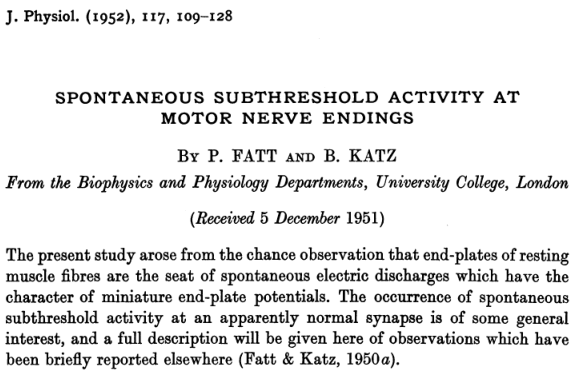 J. Physiol. (1952), 117, 109–128
SPONTANEOUS SUBTHRESHOLD ACTIVITY AT
MOTOR NERVE ENDINGS
By P. FATT AND B. KATZ
From the Biophysics and Physiology Departments, University College, London
(Received 5 December 1951)
The present study arose from the chance observation that end-plates of resting
muscle fibres are the seat of spontaneous electric discharges which have the
character of miniature end-plate potentials. The occurrence of spontaneous
subthreshold activity at an apparently normal synapse is of some general
interest, and a full description will be given here of observations which have
been briefly reported elsewhere (Fatt & Katz, 1950a).